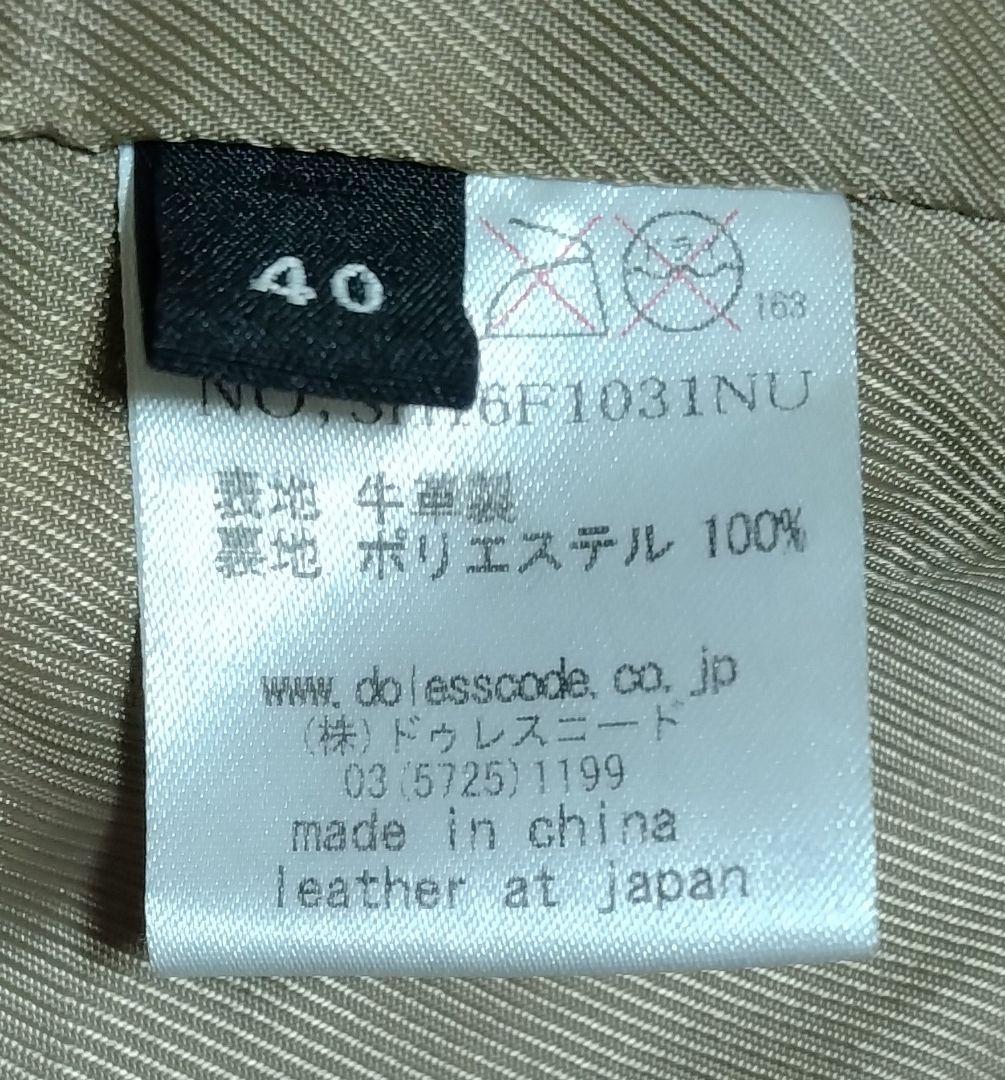 40
163
表地 牛革製
裏地 ポリエステル 100%
www.dolesscode.co.jp
(株)ドゥレスコード
03(5725)1199
made in china
leather at japan